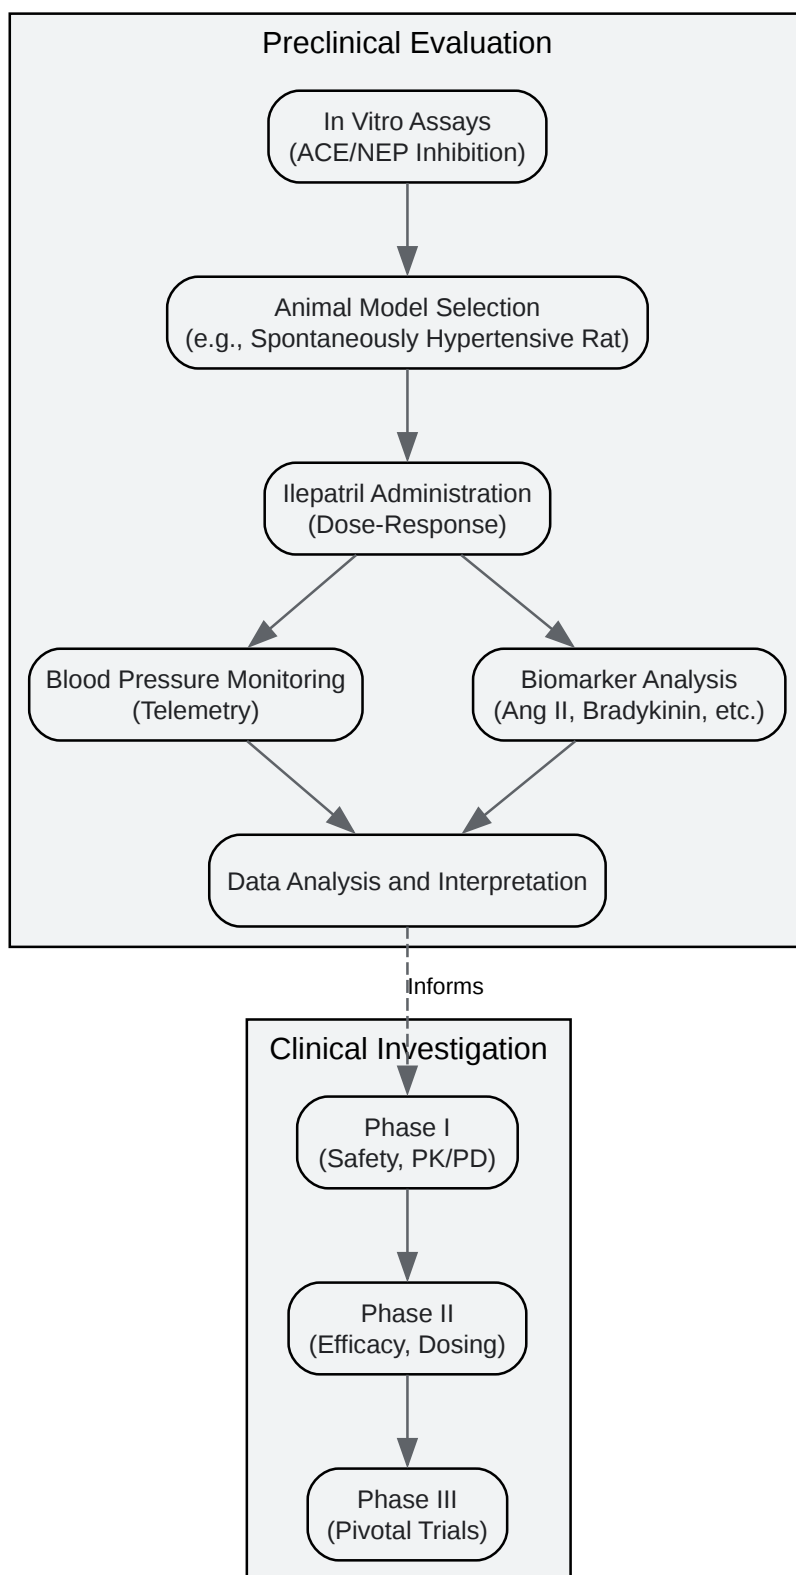 Preclinical Evaluation
In Vitro Assays
(ACE/NEP Inhibition)
Animal Model Selection
(e.g., Spontaneously Hypertensive Rat)
Ilepatril Administration
(Dose-Response)
Blood Pressure Monitoring
(Telemetry)
Biomarker Analysis
(Ang II, Bradykinin, etc.)
Data Analysis and Interpretation
Informs
Clinical Investigation
Phase I
(Safety, PK/PD)
Phase II
(Efficacy, Dosing)
Phase III
(Pivotal Trials)